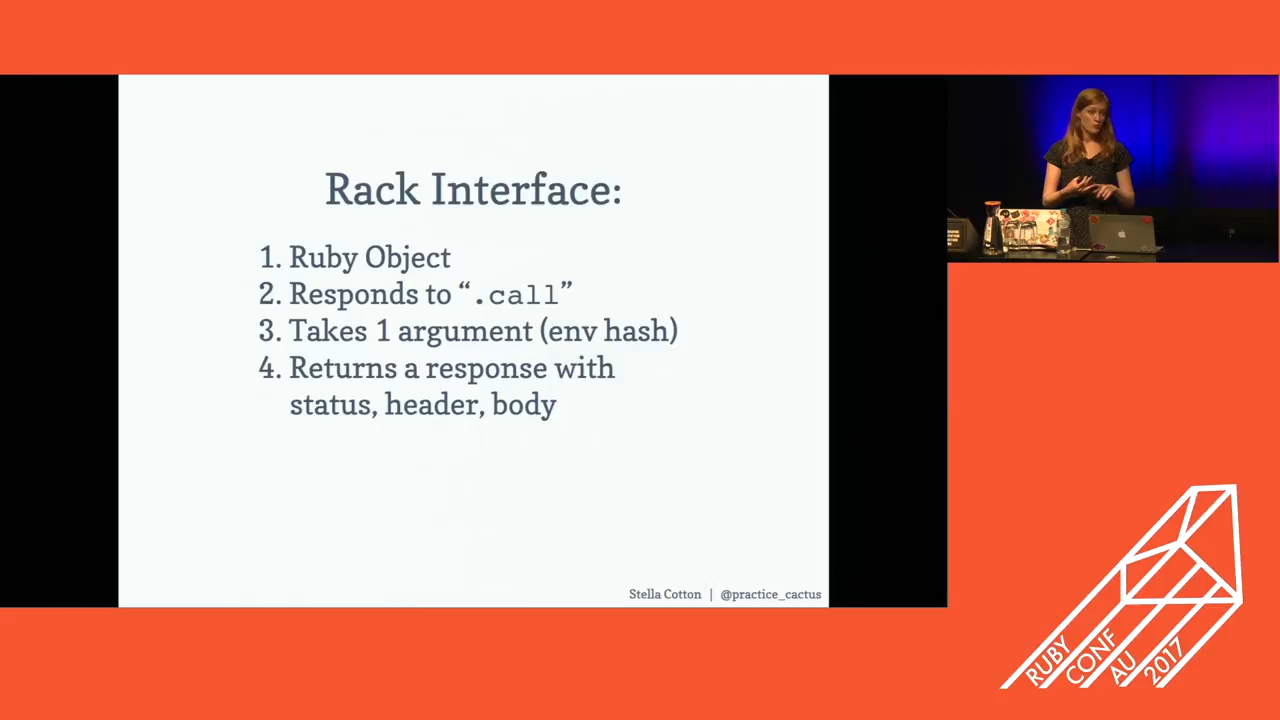 Rack Interface:
1. Ruby Object
2. Responds to “.call”
3. Takes 1 argument (env hash)
4. Returns a response with
status, header, body
Stella Cotton | @practice_cactus
RUBY
CONF
AU
2017